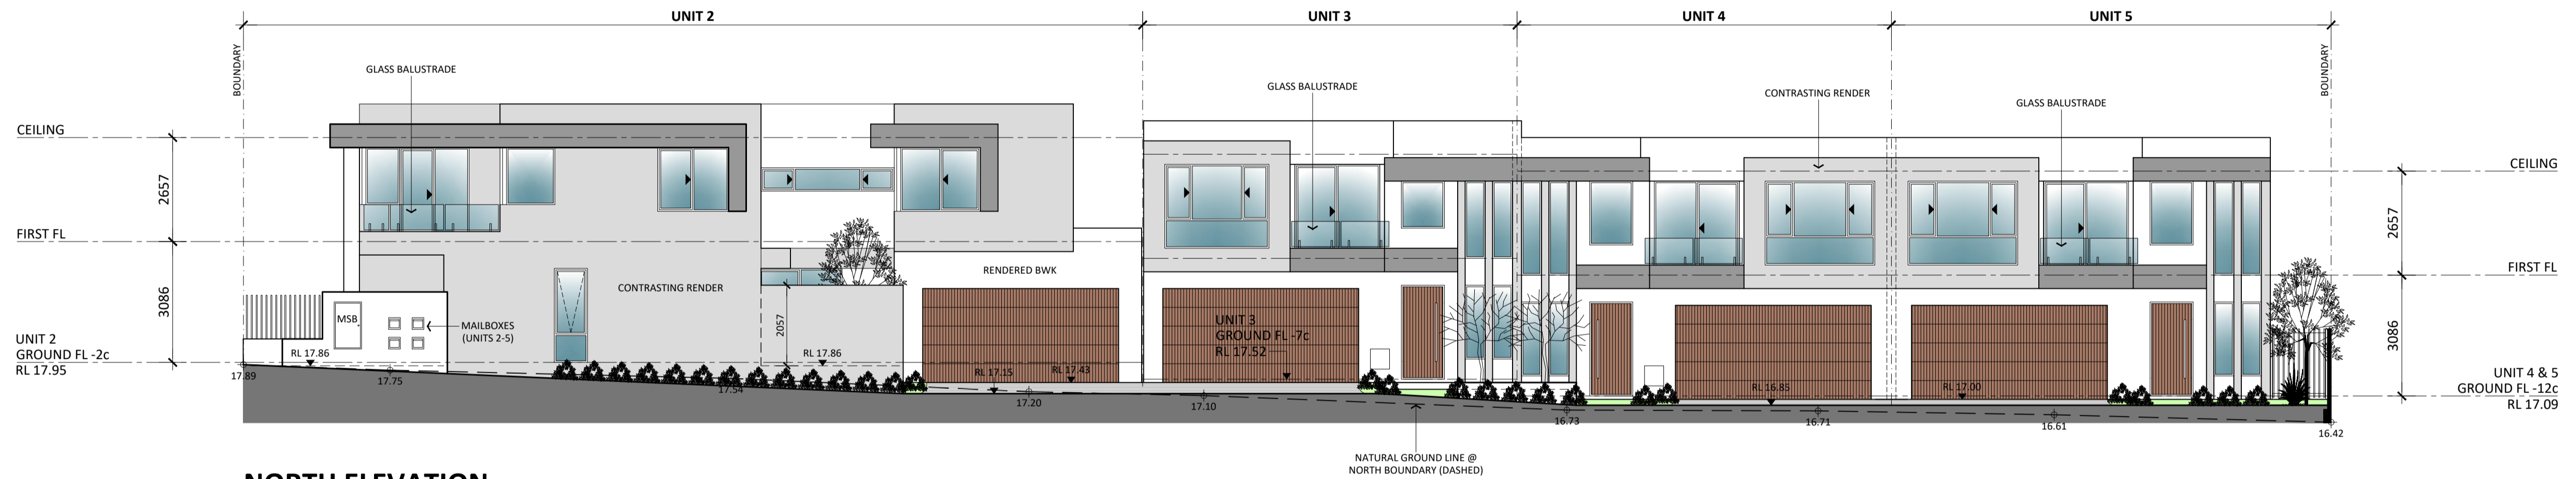 UNIT 2
UNIT 3
UNIT 4
UNIT 5
BOUNDARY
BOUNDARY
GLASS BALUSTRADE
GLASS BALUSTRADE
CONTRASTING RENDER
GLASS BALUSTRADE
CEILING
CEILING
2657
2657
FIRST FL
FIRST FL
3086
3086
RENDERED BWK
CONTRASTING RENDER
MSB
MAILBOXES
(UNITS 2-5)
2057
UNIT 3
GROUND FL -7c
RL 17.52
UNIT 2
GROUND FL -2c
RL 17.95
RL 17.86
RL 17.86
RL 17.15
RL 17.43
RL 16.85
RL 17.00
UNIT 4 & 5
GROUND FL -12c
RL 17.09
17.89
17.75
17.54
17.20
17.10
16.73
16.71
16.61
16.42
NATURAL GROUND LINE @
NORTH BOUNDARY (DASHED)
NORTH ELEVATION